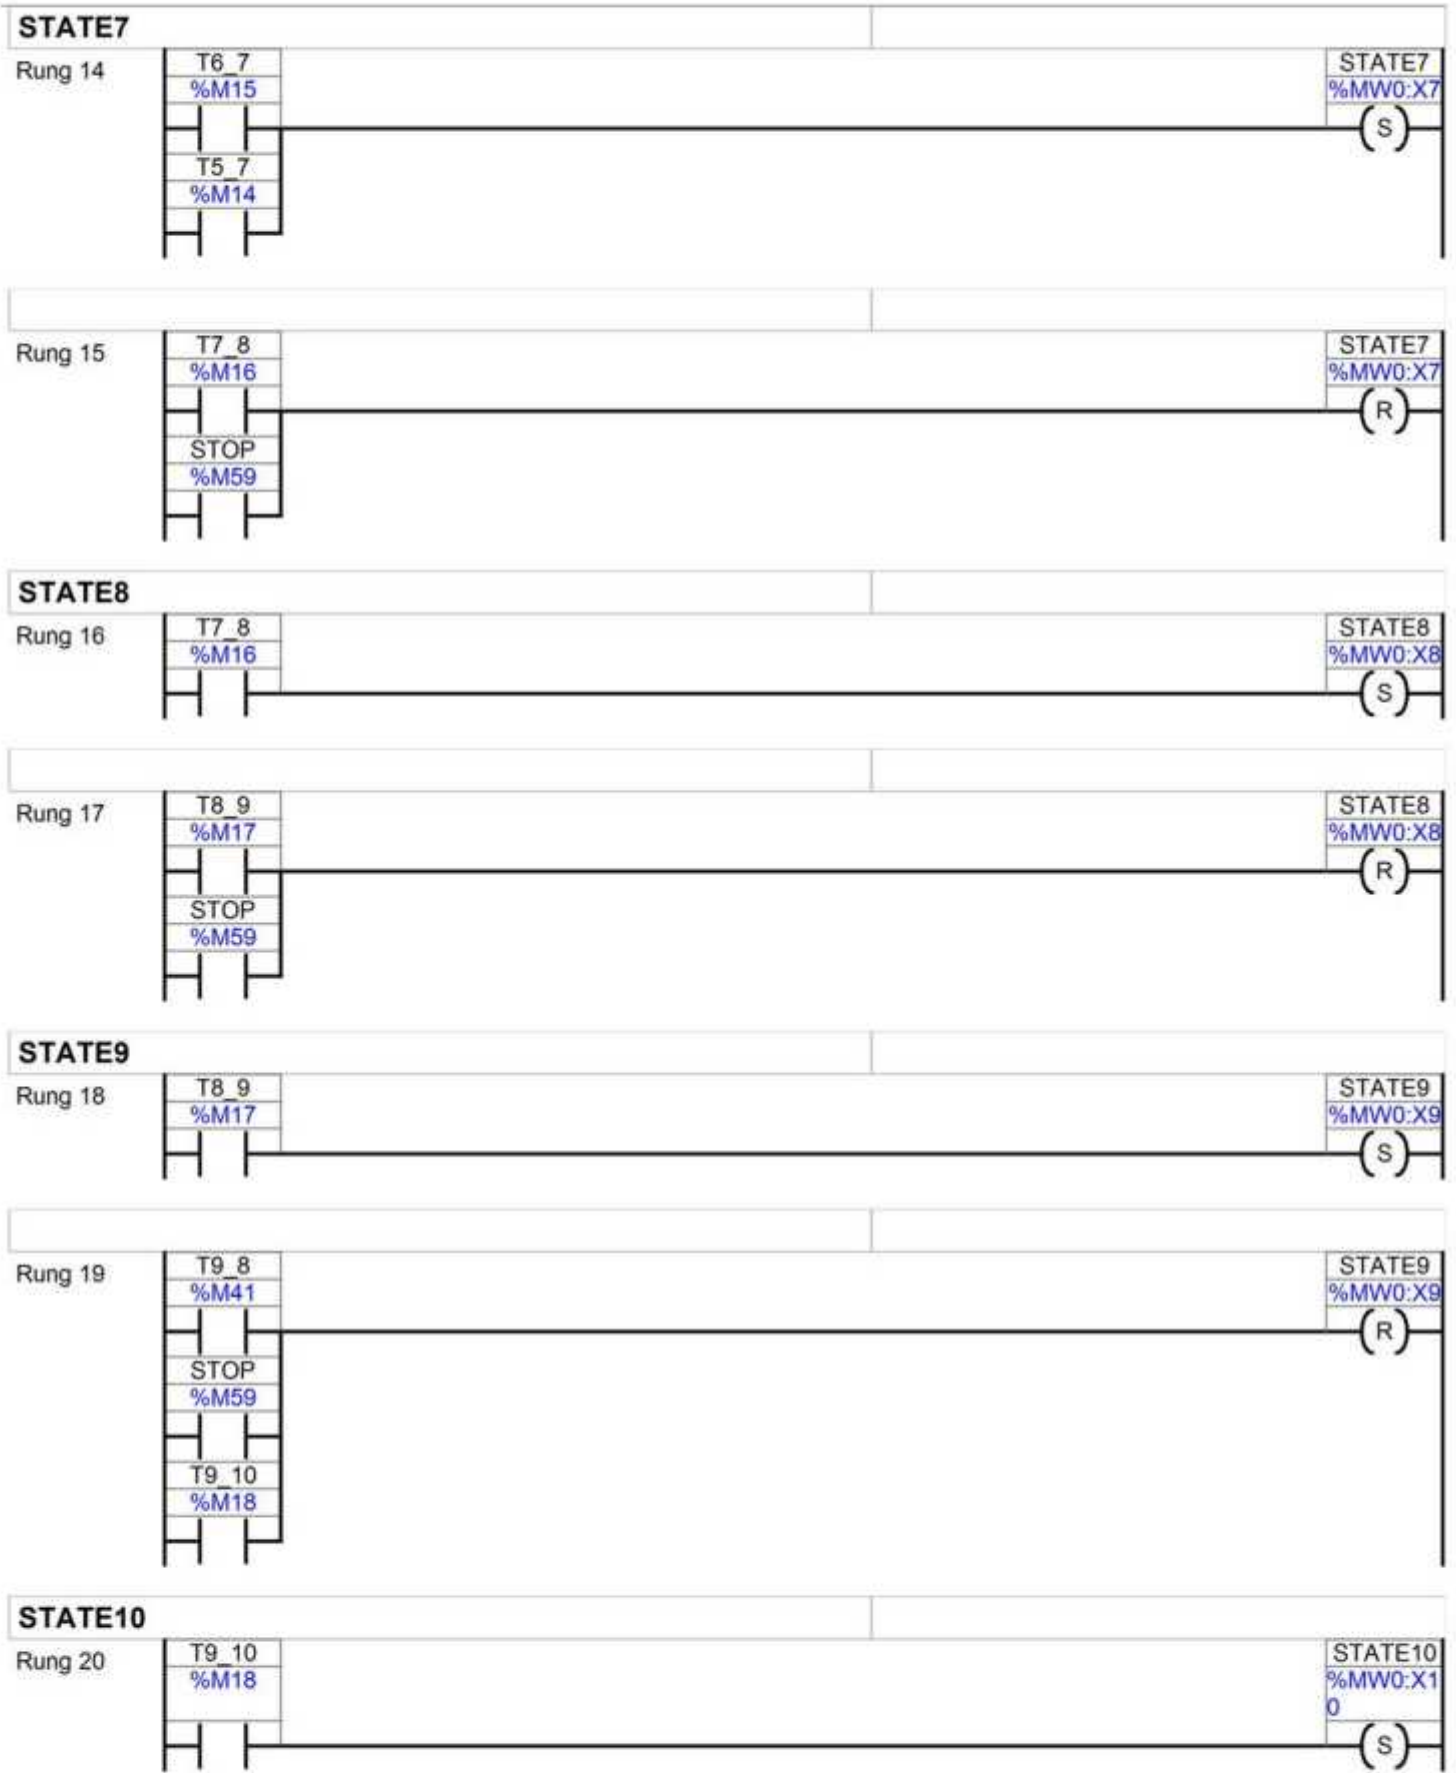 STATE7
Rung 14
T6_7
%M15
STATE7
%MW0:X7
S
T5_7
%M14
Rung 15
T7_8
%M16
STATE7
%MW0:X7
R
STOP
%M59
STATE8
Rung 16
T7_8
%M16
STATE8
%MW0:X8
S
Rung 17
T8_9
%M17
STATE8
%MW0:X8
R
STOP
%M59
STATE9
Rung 18
T8_9
%M17
STATE9
%MW0:X9
S
Rung 19
T9_8
%M41
STATE9
%MW0:X9
R
STOP
%M59
T9_10
%M18
STATE10
Rung 20
T9_10
%M18
STATE10
%MW0:X1
0
S